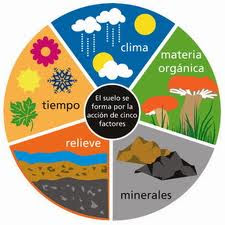 clima
materia
orgánica
tiempo
El suelo se
forma por la
acción de cinco
factores
relieve
minerales